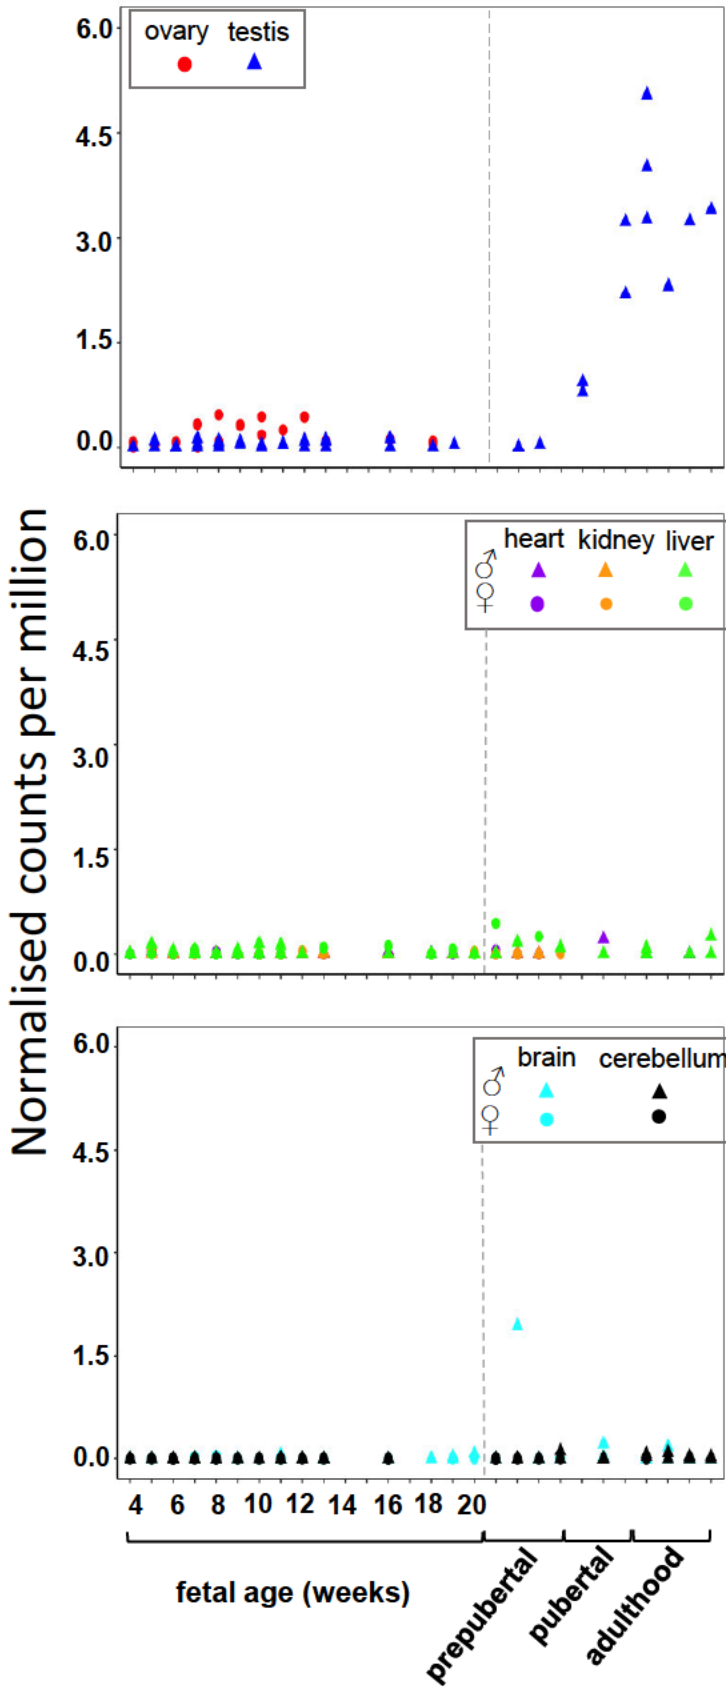 ovary testis
6.0
4.5
3.0
1.5
0.0
Normalised counts per million
heart kidney liver
♂
♀
6.0
4.5
3.0
1.5
0.0
brain cerebellum
♂
♀
6.0
4.5
3.0
1.5
0.0
4 6 8 10 12 14 16 18 20
fetal age (weeks)
prepubertal
pubertal
adulthood